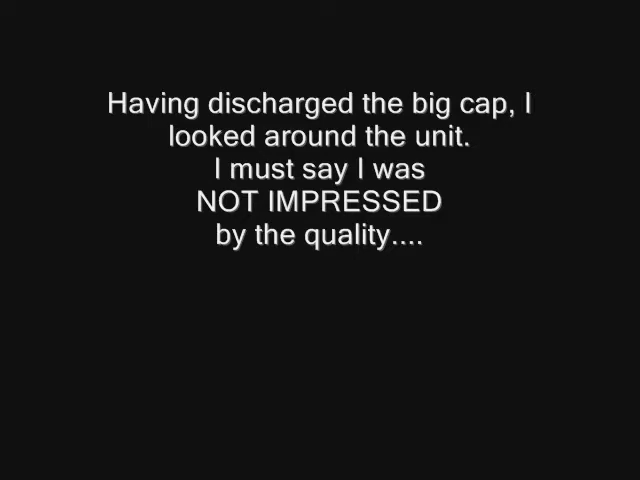 Having discharged the big cap, I
looked around the unit.
I must say I was
NOT IMPRESSED
by the quality....